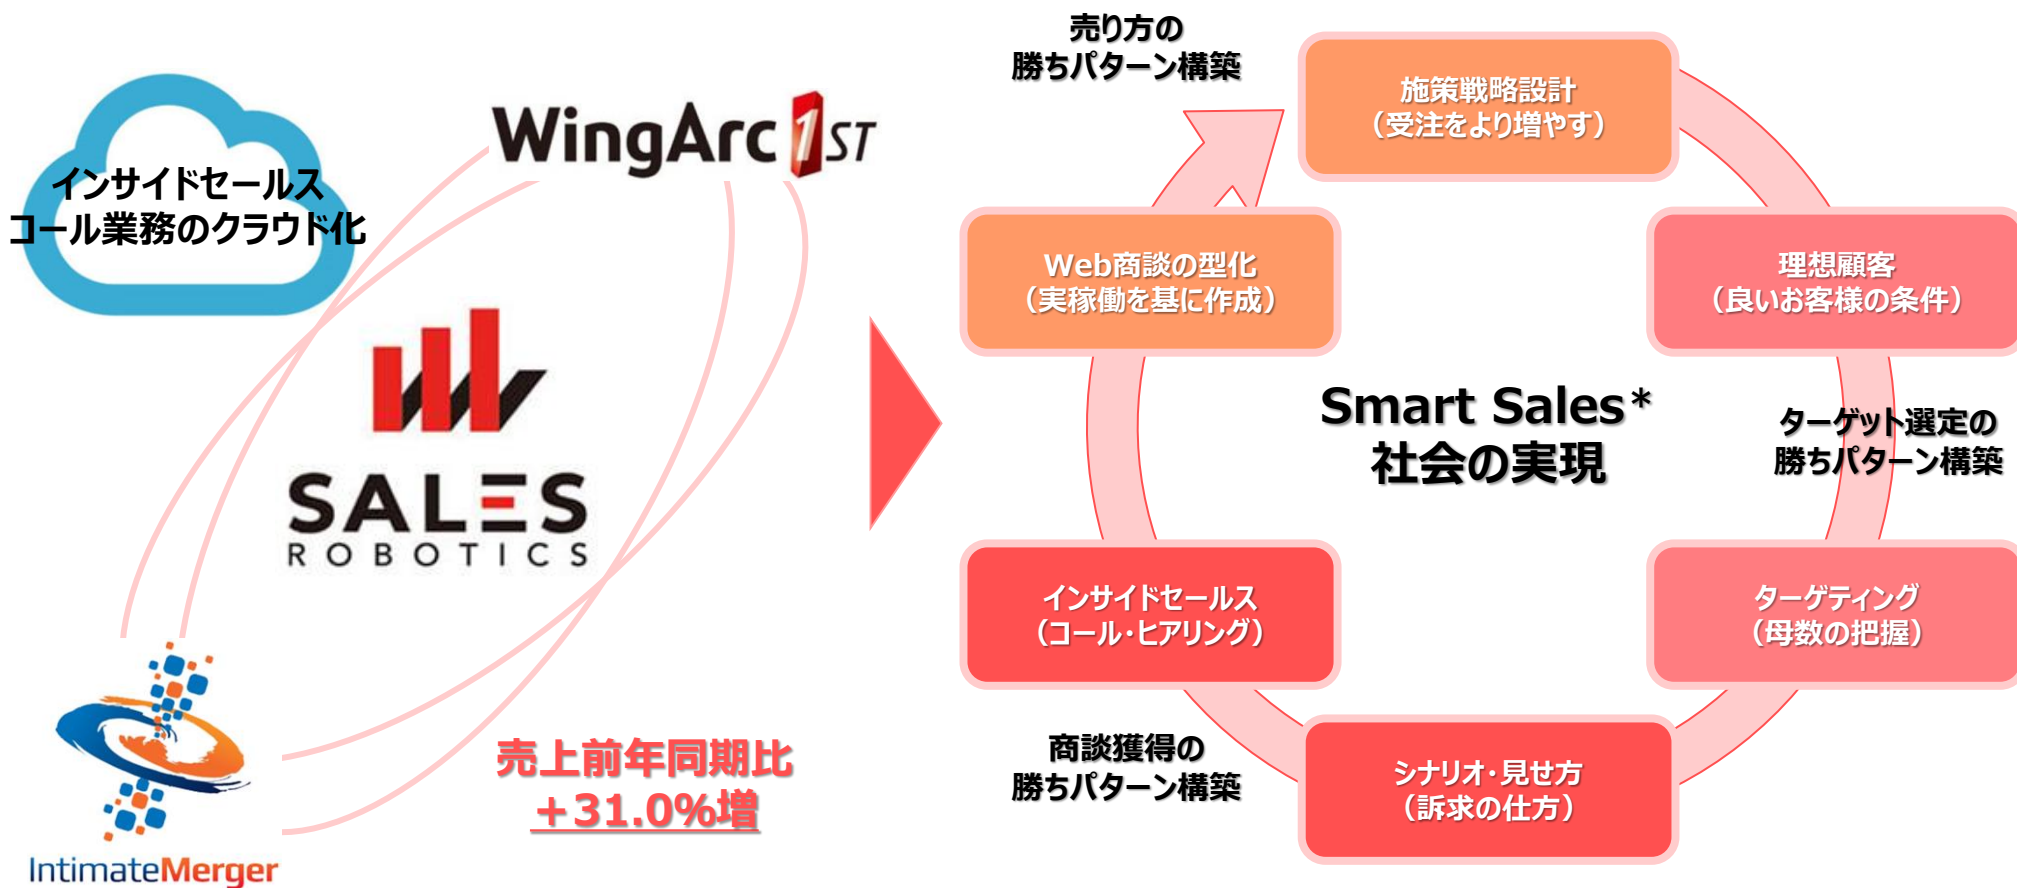 インサイドセールス
コール業務のクラウド化
WingArc 1ST
SALES
ROBOTICS
IntimateMerger
売上前年同期比
+31.0%増
売り方の
勝ちパターン構築
施策戦略設計
（受注をより増やす）
理想顧客
（良いお客様の条件）
ターゲット選定の
勝ちパターン構築
ターゲティング
（母数の把握）
シナリオ・見せ方
（訴求の仕方）
商談獲得の
勝ちパターン構築
インサイドセールス
（コール・ヒアリング）
Web商談の型化
（実稼働を基に作成）
Smart Sales*
社会の実現